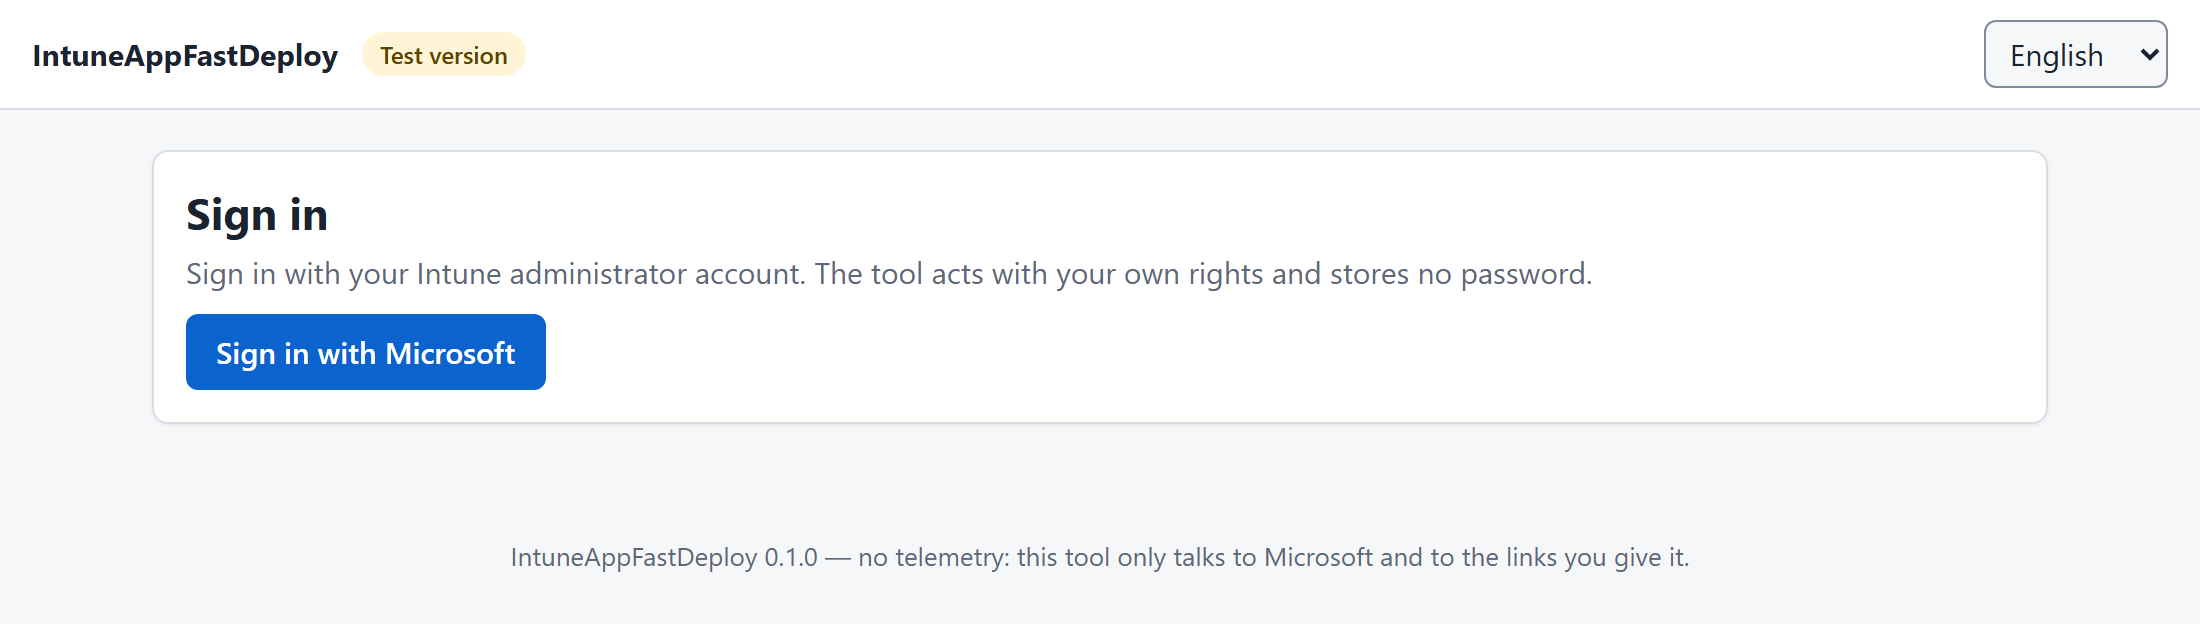 IntuneAppFastDeploy
Test version
English
Sign in
Sign in with your Intune administrator account. The tool acts with your own rights and stores no password.
Sign in with Microsoft
IntuneAppFastDeploy 0.1.0 — no telemetry: this tool only talks to Microsoft and to the links you give it.